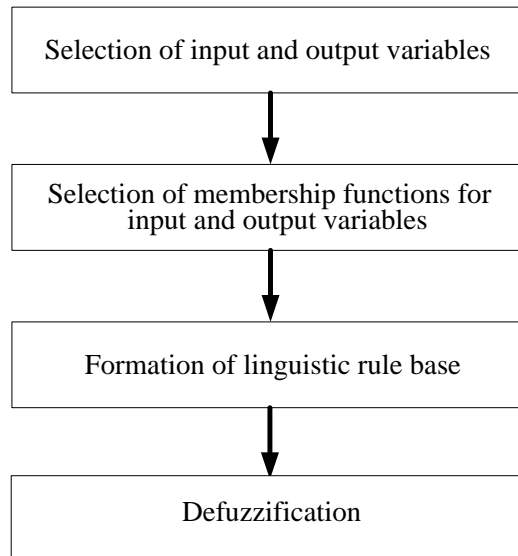 Selection of input and output variables
Selection of membership functions for
input and output variables
Formation of linguistic rule base
Defuzzification